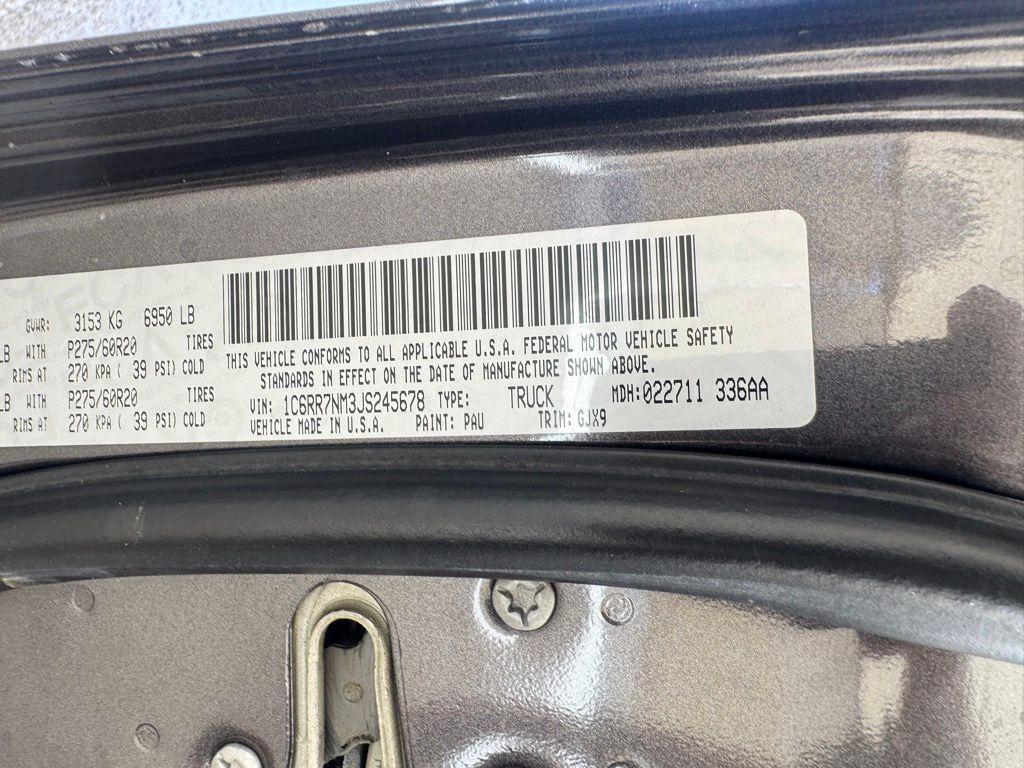 GVWR: 3153 KG 6950 LB
LB WITH P275/60R20 TIRES
RIMS AT 270 KPA ( 39 PSI) COLD
LB WITH P275/60R20 TIRES
RIMS AT 270 KPA ( 39 PSI) COLD
THIS VEHICLE CONFORMS TO ALL APPLICABLE U.S.A. FEDERAL MOTOR VEHICLE SAFETY
STANDARDS IN EFFECT ON THE DATE OF MANUFACTURE SHOWN ABOVE.
VIN: 1C6RR7NM3JS245678 TYPE: TRUCK MDH:022711 336AA
VEHICLE MADE IN U.S.A. PAINT: PAU TRIM: GJX9